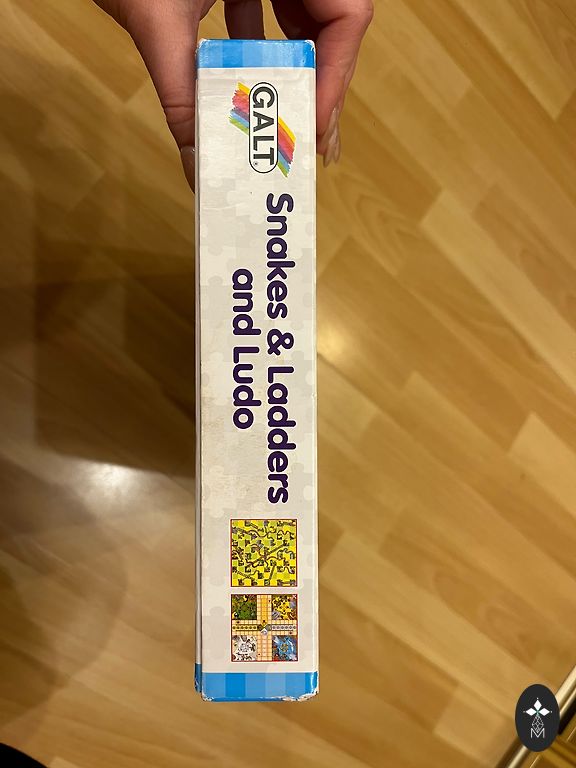 GALT
Snakes & Ladders
and Ludo
M